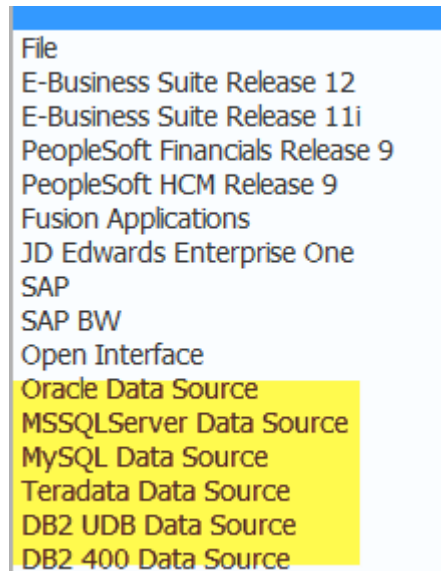 File
E-Business Suite Release 12
E-Business Suite Release 11i
PeopleSoft Financials Release 9
PeopleSoft HCM Release 9
Fusion Applications
JD Edwards Enterprise One
SAP
SAP BW
Open Interface
Oracle Data Source
MSSQLServer Data Source
MySQL Data Source
Teradata Data Source
DB2 UDB Data Source
DB2 400 Data Source